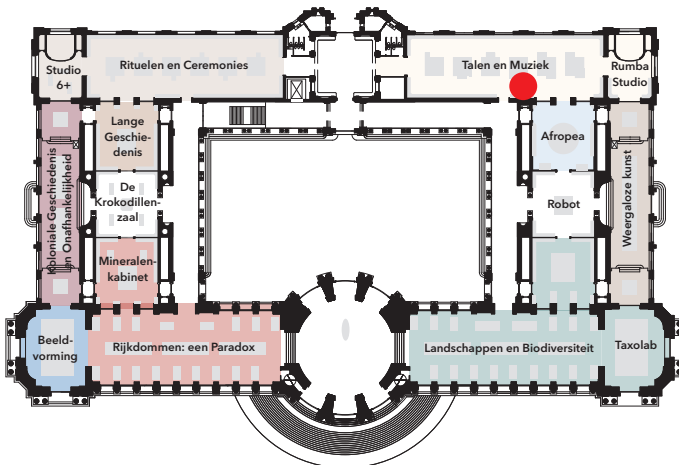 Studio
6+
Rituelen en Ceremonies
Talen en Muziek
Rumba
Studio
Lange
Geschie-
denis
Afropea
Koloniale Geschiedenis
en Onafhankelijkheid
De
Krokodillen-
zaal
Robot
Weergaloze kunst
Mineralen-
kabinet
Beeld-
vorming
Rijkdommen: een Paradox
Landschappen en Biodiversiteit
Taxolab